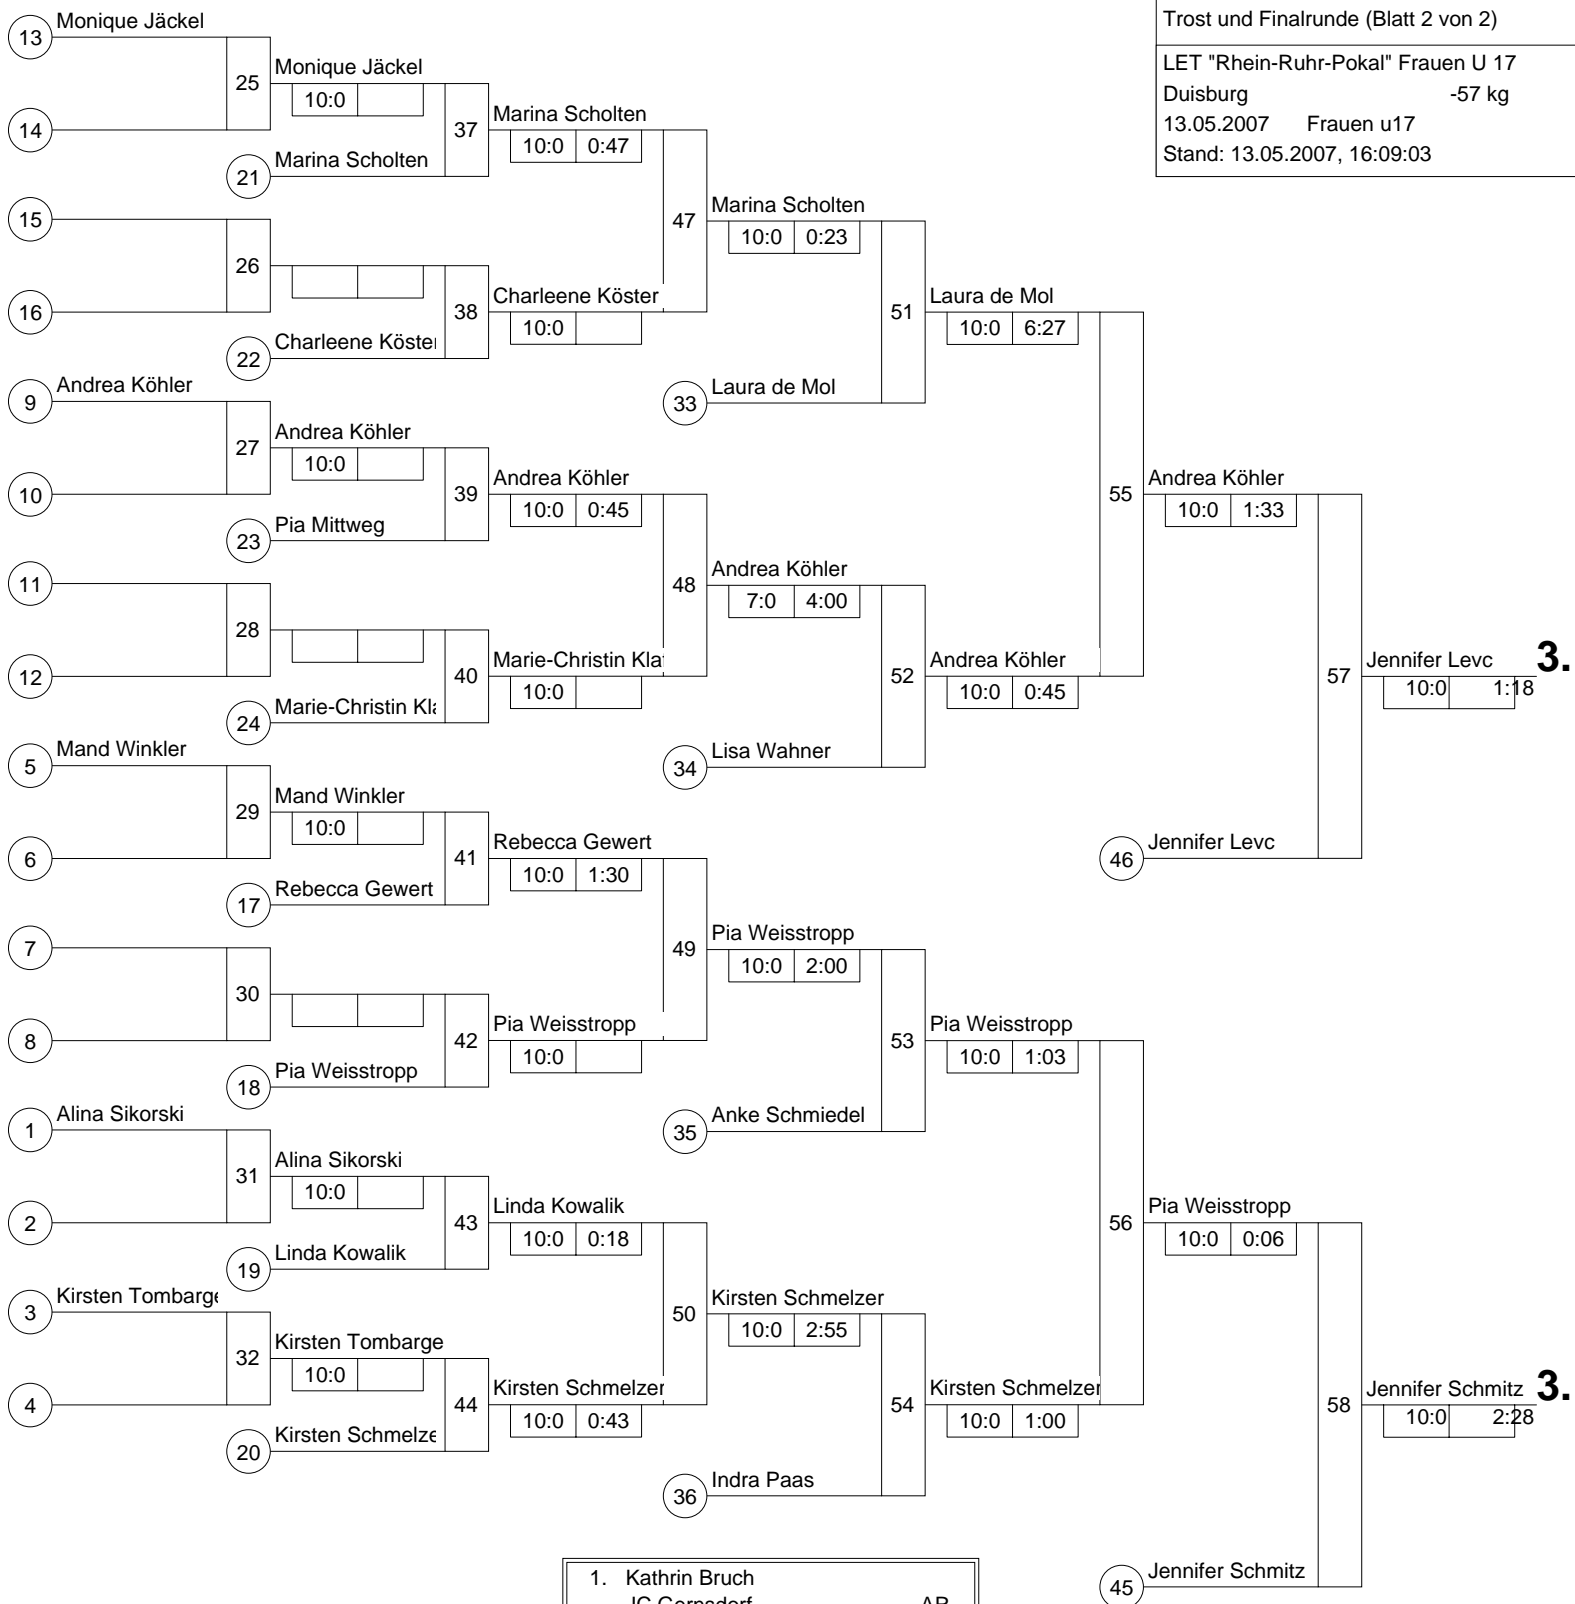 Trost und Finalrunde (Blatt 2 von 2)
LET "Rhein-Ruhr-Pokal" Frauen U 17
Duisburg -57 kg
13.05.2007 Frauen u17
Stand: 13.05.2007, 16:09:03
13 Monique Jäckel
14
25
Monique Jäckel
10:0
21 Marina Scholten
37
Marina Scholten
10:0 0:47
15
16
26
22 Charleene Köster
38
Charleene Köster
10:0
47
Marina Scholten
10:0 0:23
33 Laura de Mol
51
Laura de Mol
10:0 6:27
9 Andrea Köhler
10
27
Andrea Köhler
10:0
23 Pia Mittweg
39
Andrea Köhler
10:0 0:45
11
12
28
24 Marie-Christin Kla
40
Marie-Christin Kla
10:0
48
Andrea Köhler
7:0 4:00
34 Lisa Wahner
52
Andrea Köhler
10:0 0:45
55
Andrea Köhler
10:0 1:33
46 Jennifer Levc
57
Jennifer Levc 3.
10:0 1:18
5 Mand Winkler
6
29
Mand Winkler
10:0
17 Rebecca Gewert
41
Rebecca Gewert
10:0 1:30
7
8
30
18 Pia Weisstropp
42
Pia Weisstropp
10:0
49
Pia Weisstropp
10:0 2:00
35 Anke Schmiedel
53
Pia Weisstropp
10:0 1:03
1 Alina Sikorski
2
31
Alina Sikorski
10:0
19 Linda Kowalik
43
Linda Kowalik
10:0 0:18
3 Kirsten Tombarge
4
32
Kirsten Tombarge
10:0
20 Kirsten Schmelze
44
Kirsten Schmelzer
10:0 0:43
50
Kirsten Schmelzer
10:0 2:55
36 Indra Paas
54
Kirsten Schmelzer
10:0 1:00
56
Pia Weisstropp
10:0 0:06
45 Jennifer Schmitz
58
Jennifer Schmitz 3.
10:0 2:28
1. Kathrin Bruch